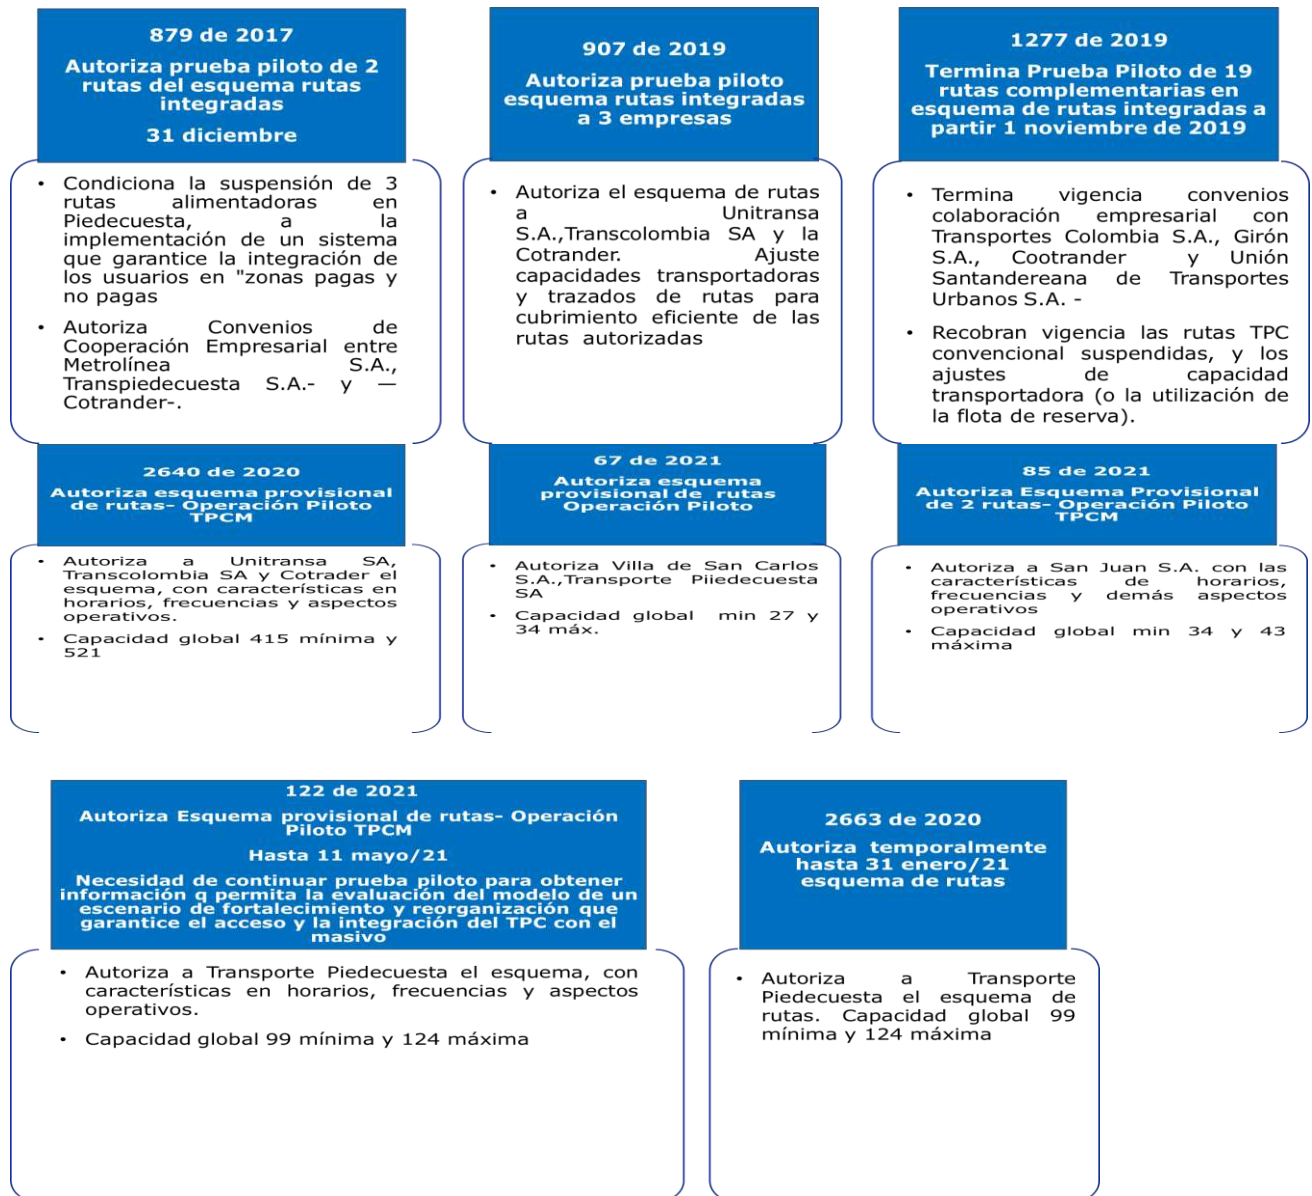 879 de 2017
Autoriza prueba piloto de 2
rutas del esquema rutas
integradas
31 diciembre
• Condiciona la suspensión de 3
rutas alimentadoras en
Piedecuesta, a la
implementación de un sistema
que garantice la integración de
los usuarios en "zonas pagas y
no pagas
• Autoriza Convenios de
Cooperación Empresarial entre
Metrolínea S.A.,
Transpiedecuesta S.A.- y —
Cotrander-.
907 de 2019
Autoriza prueba piloto
esquema rutas integradas
a 3 empresas
• Autoriza el esquema de rutas
a Unitransa
S.A.,Transcolombia SA y la
Cotrander. Ajuste
capacidades transportadoras
y trazados de rutas para
cubrimiento eficiente de las
rutas autorizadas
1277 de 2019
Termina Prueba Piloto de 19
rutas complementarias en
esquema de rutas integradas a
partir 1 noviembre de 2019
• Termina vigencia convenios
colaboración empresarial con
Transportes Colombia S.A., Girón
S.A., Cootrander y Unión
Santandereana de Transportes
Urbanos S.A. -
• Recobran vigencia las rutas TPC
convencional suspendidas, y los
ajustes de capacidad
transportadora (o la utilización de
la flota de reserva).
2640 de 2020
Autoriza esquema provisional
de rutas- Operación Piloto
TPCM
• Autoriza a Unitransa SA,
Transcolombia SA y Cotrader el
esquema, con características en
horarios, frecuencias y aspectos
operativos.
• Capacidad global 415 mínima y
521
67 de 2021
Autoriza esquema
provisional de rutas
Operación Piloto
• Autoriza Villa de San Carlos
S.A.,Transporte Piiedecuesta
SA
• Capacidad global min 27 y
34 máx.
85 de 2021
Autoriza Esquema Provisional
de 2 rutas- Operación Piloto
TPCM
• Autoriza a San Juan S.A. con las
características de horarios,
frecuencias y demás aspectos
operativos
• Capacidad global min 34 y 43
máxima
122 de 2021
Autoriza Esquema provisional de rutas- Operación
Piloto TPCM
Hasta 11 mayo/21
Necesidad de continuar prueba piloto para obtener
información q permita la evaluación del modelo de un
escenario de fortalecimiento y reorganización que
garantice el acceso y la integración del TPC con el
masivo
• Autoriza a Transporte Piedecuesta el esquema, con
características en horarios, frecuencias y aspectos
operativos.
• Capacidad global 99 mínima y 124 máxima
2663 de 2020
Autoriza temporalmente
hasta 31 enero/21
esquema de rutas
• Autoriza a Transporte
Piedecuesta el esquema de
rutas. Capacidad global 99
mínima y 124 máxima